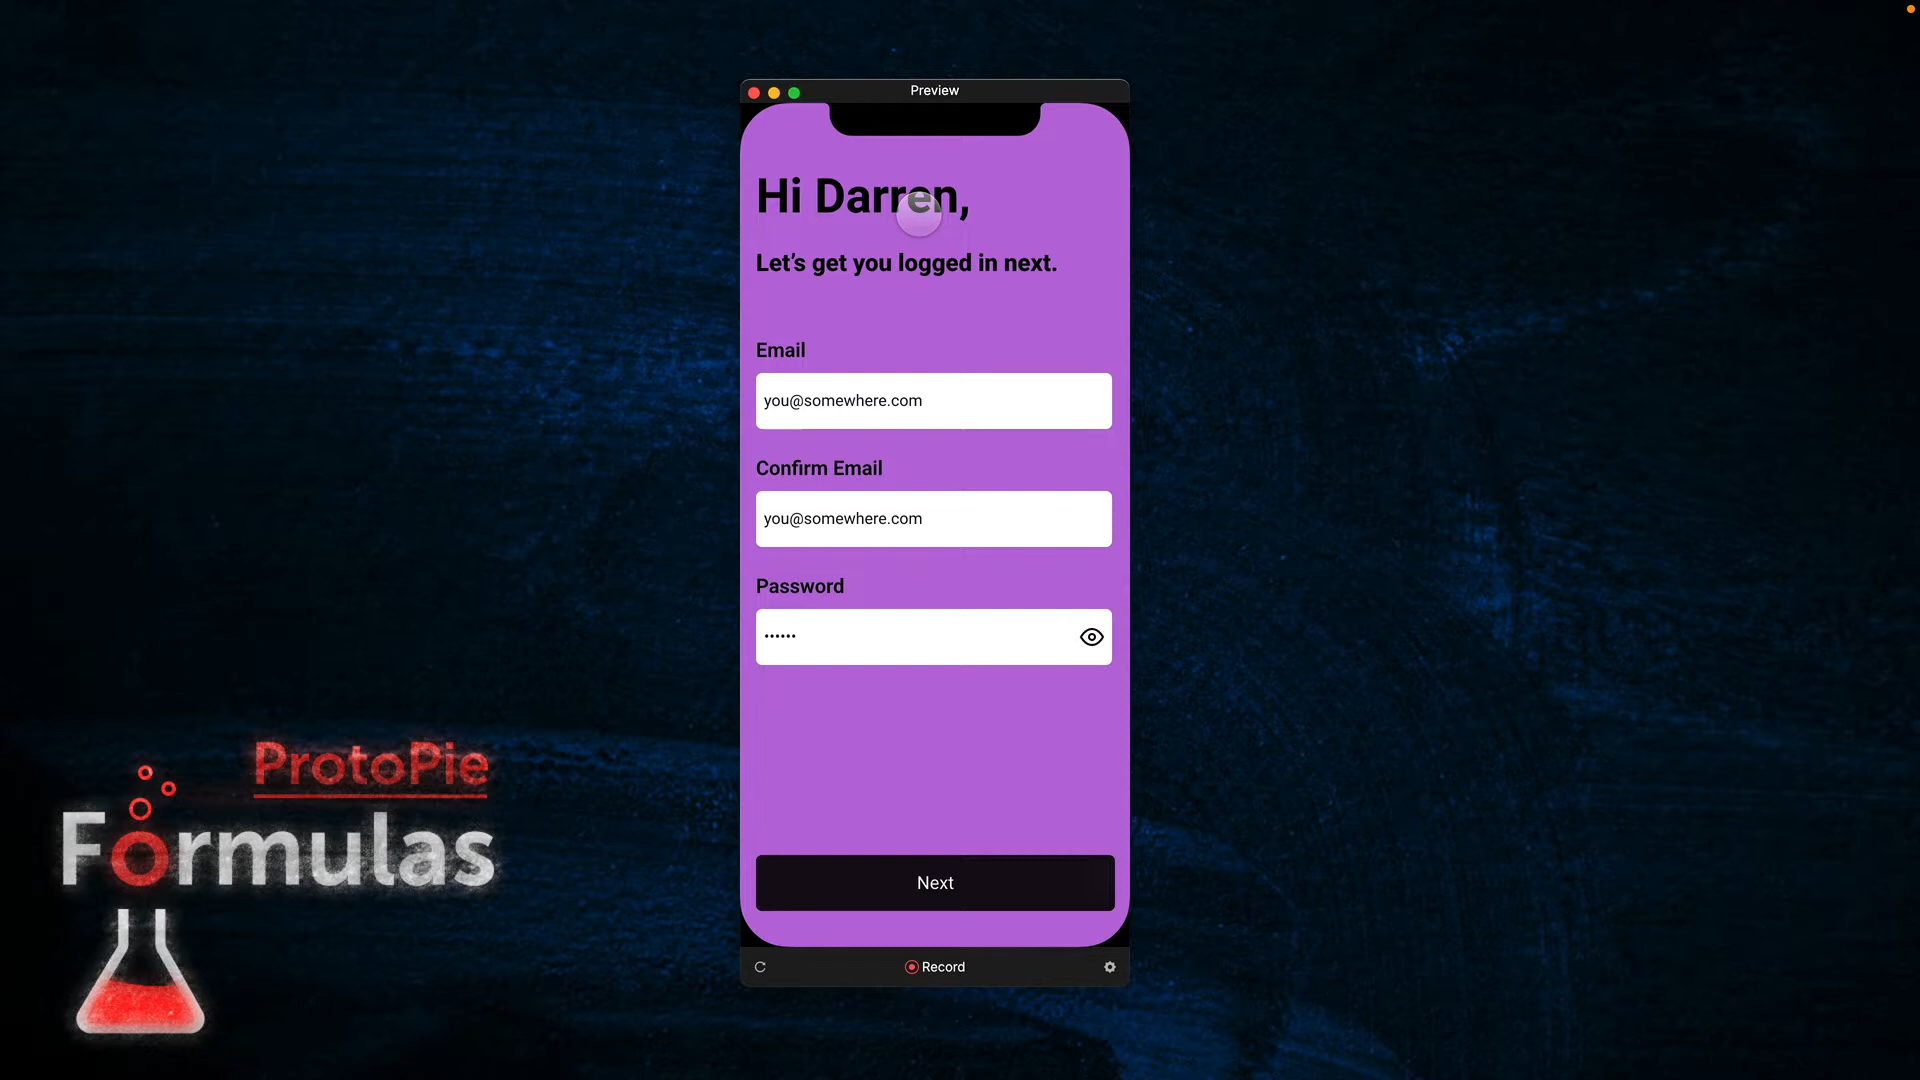 Preview
Hi Darren,
Let's get you logged in next.
Email
you@somewhere.com
Confirm Email
you@somewhere.com
Password
••••••
Next
Record
ProtoPie
Formulas